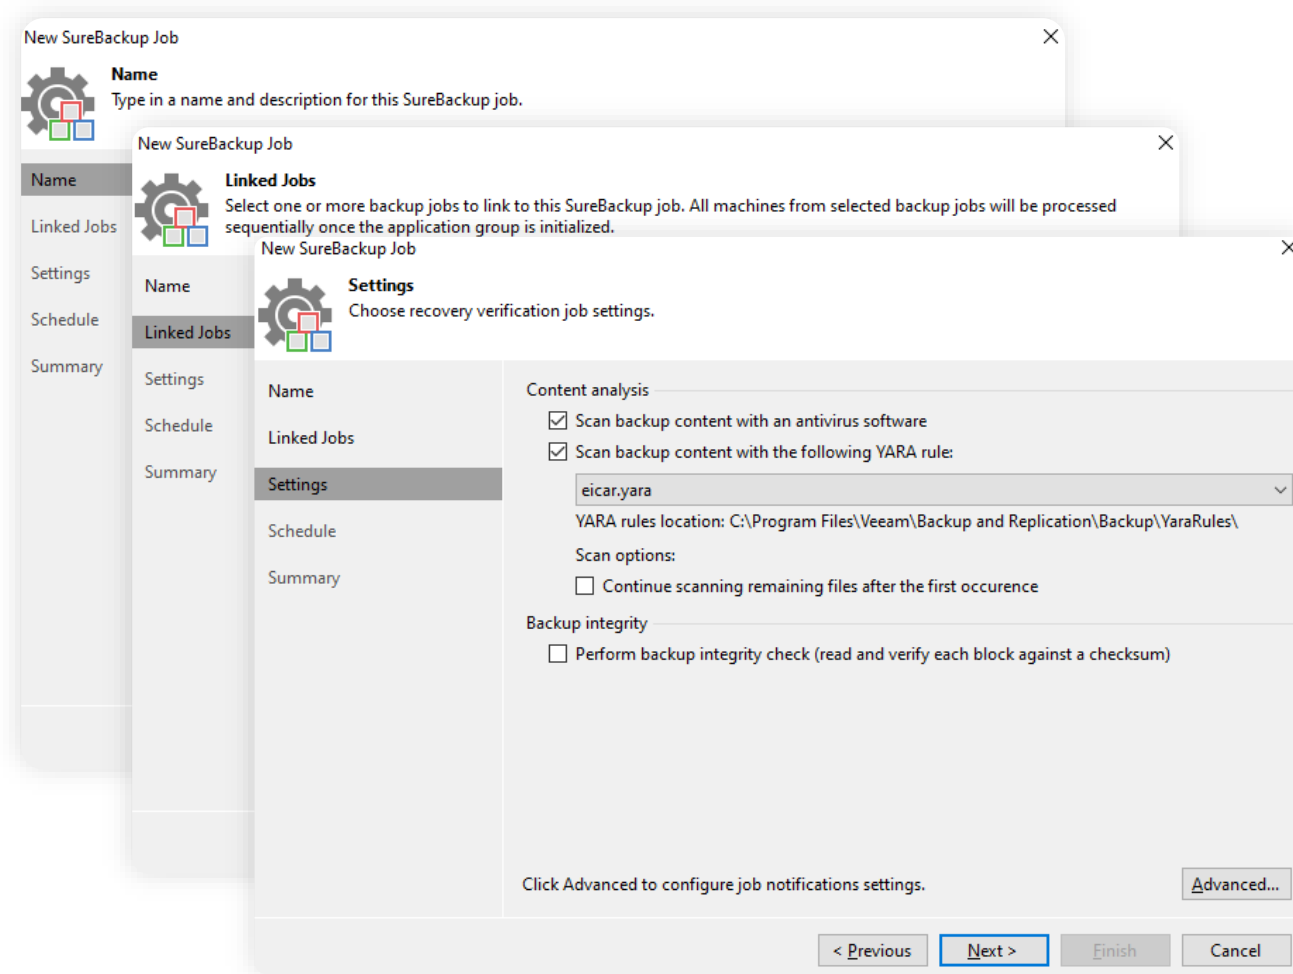 New SureBackup Job
Name
Type in a name and description for this SureBackup job.
Name
Linked Jobs
Settings
Schedule
Summary
New SureBackup Job
Linked Jobs
Select one or more backup jobs to link to this SureBackup job. All machines from selected backup jobs will be processed
sequentially once the application group is initialized.
Name
Linked Jobs
Settings
Schedule
Summary
New SureBackup Job
Settings
Choose recovery verification job settings.
Name
Linked Jobs
Settings
Schedule
Summary
Content analysis
Scan backup content with an antivirus software
Scan backup content with the following YARA rule:
eicar.yara
YARA rules location: C:\Program Files\Veeam\Backup and Replication\Backup\YaraRules\
Scan options:
Continue scanning remaining files after the first occurence
Backup integrity
Perform backup integrity check (read and verify each block against a checksum)
Click Advanced to configure job notifications settings.
Advanced...
< Previous
Next >
Finish
Cancel